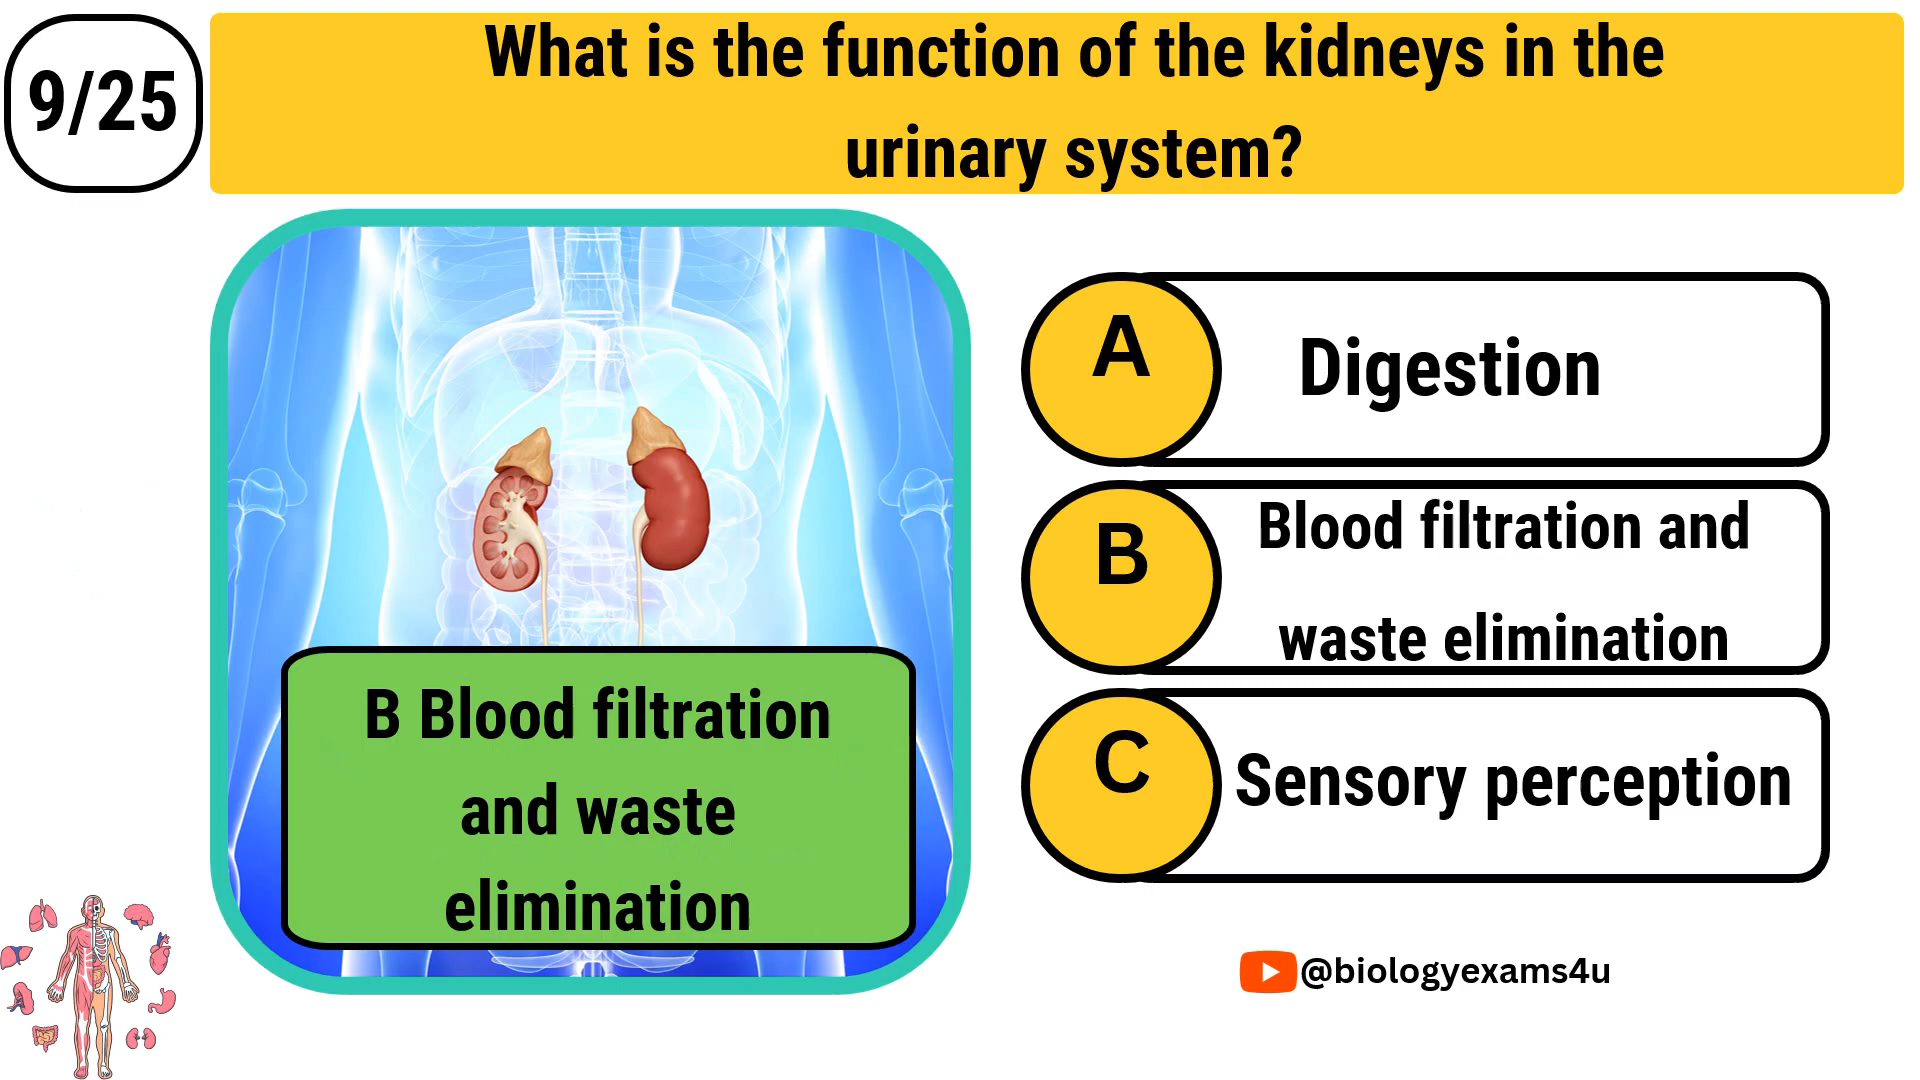 9/25
What is the function of the kidneys in the
urinary system?
A
Digestion
B
Blood filtration and
waste elimination
C
Sensory perception
B Blood filtration
and waste
elimination
@biologyexams4u